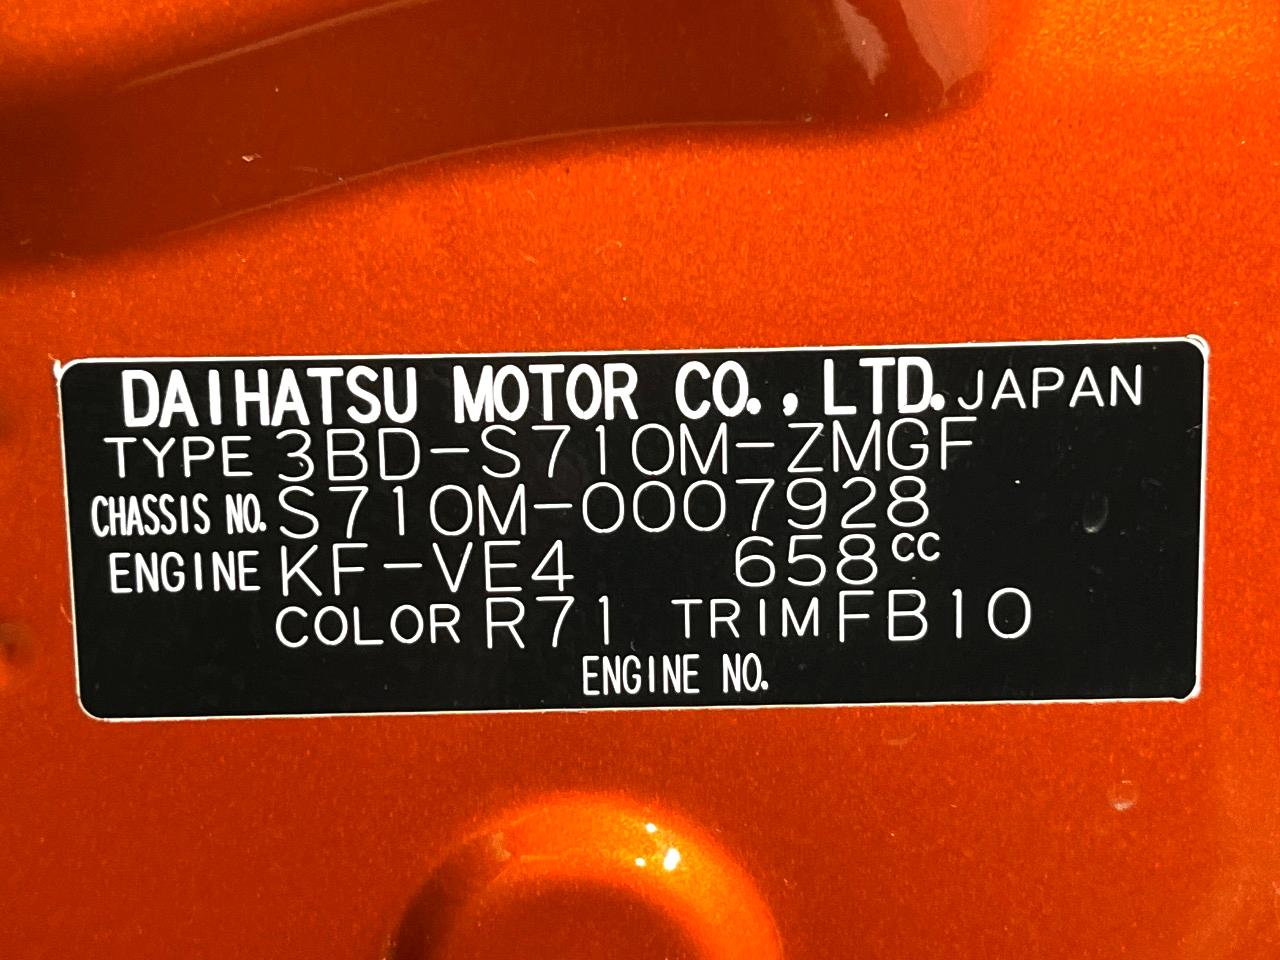 DAIHATSU MOTOR CO., LTD. JAPAN
TYPE 3BD-S710M-ZMGF
CHASSIS NO. S710M-0007928
ENGINE KF-VE4 658cc
COLOR R71 TRIM FB10
ENGINE NO.